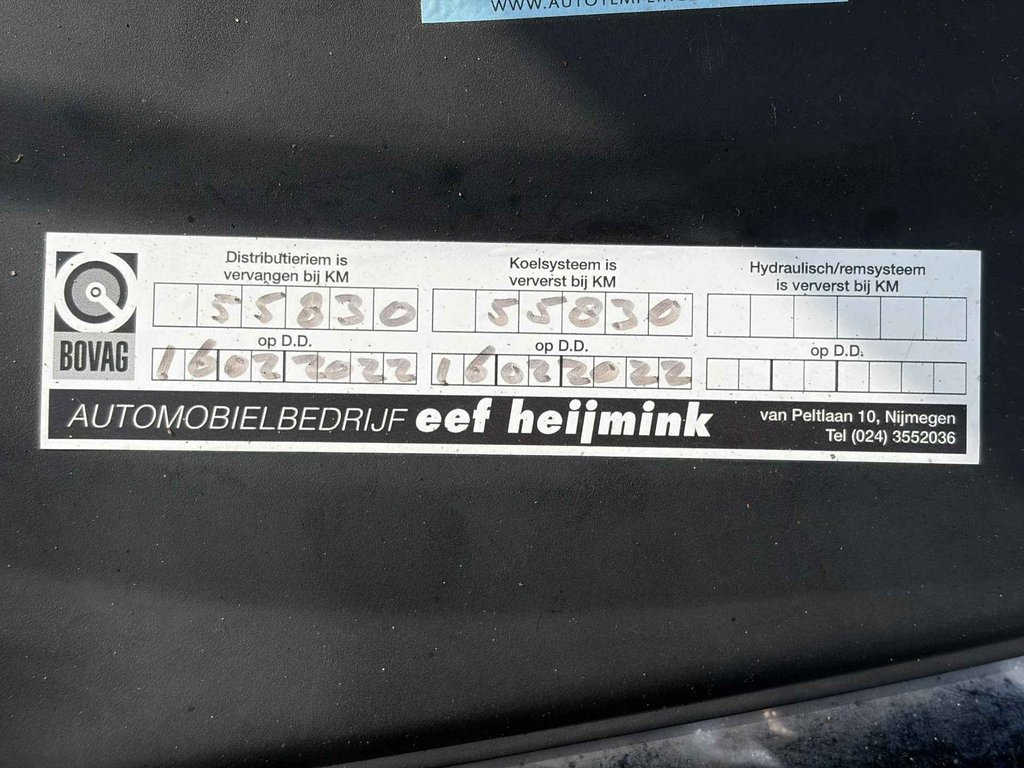 Distributieriem is
vervangen bij KM
55830
op D.D.
16022022
Koelsysteem is
ververst bij KM
55830
op D.D.
16022022
Hydraulisch/remsysteem
is ververst bij KM
op D.D.
BOVAG
AUTOMOBIELBEDRIJF eef heijmink
van Peltlaan 10, Nijmegen
Tel (024) 3552036